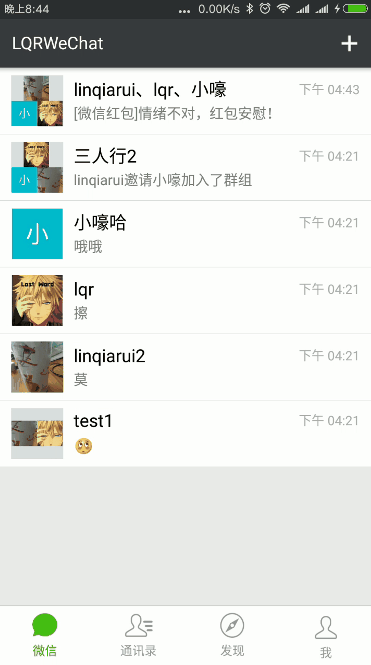 晚上8:44 ... 0.00K/s
LQRWeChat
linqiarui、lqr、小嚎 下午 04:43
小
[微信红包]情绪不对，红包安慰！
三人行2 下午 04:21
小
linqiarui邀请小嚎加入了群组
小嚎哈 下午 04:21
小
哦哦
lqr 下午 04:21
Last Word
擦
linqiarui2 下午 04:21
莫
test1 下午 04:21
微信 通讯录 发现 我